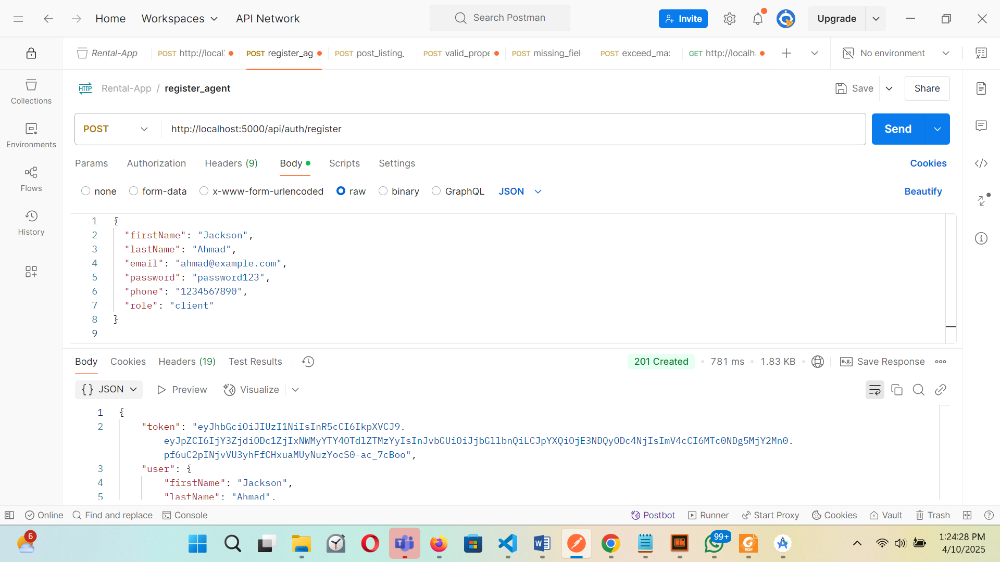 Home Workspaces API Network Search Postman Invite Upgrade
Rental-App POST http://local POST register_ag POST post_listing_ POST valid_prope POST missing_fiel POST exceed_ma GET http://localh No environment
Rental-App / register_agent Save Share
POST http://localhost:5000/api/auth/register Send
Params Authorization Headers (9) Body Scripts Settings Cookies
none form-data x-www-form-urlencoded raw binary GraphQL JSON Beautify
Collections
Environments
Flows
History
1 {
2 "firstName": "Jackson",
3 "lastName": "Ahmad",
4 "email": "ahmad@example.com",
5 "password": "password123",
6 "phone": "1234567890",
7 "role": "client"
8 }
9
Body Cookies Headers (19) Test Results 201 Created 781 ms 1.83 KB e.g. Save Response
{} JSON Preview Visualize
1 {
2 "token": "eyJhbGciOiJIUzI1NiIsInR5cCI6IkpXVCJ9.
eyJpZCI6IjY3ZjdiODc1ZjIxNWMyYTY4OTdlZTMzYyIsInJvbGUiOiJjbGllbnQiLCJpYXQiOjE3NDQyODc4NjIsImV4cCI6MTc0NDg5MjY2Mn0.
pf6uC2pINjvVU3yhFfCHxuaMUyNuzYocS0-ac_7cBoo",
3 "user": {
4 "firstName": "Jackson",
5 "lastName": "Ahmad",
Online Find and replace Console Postbot Runner Start Proxy Cookies Vault Trash
6 99+ PDF 1:24:28 PM
4/10/2025